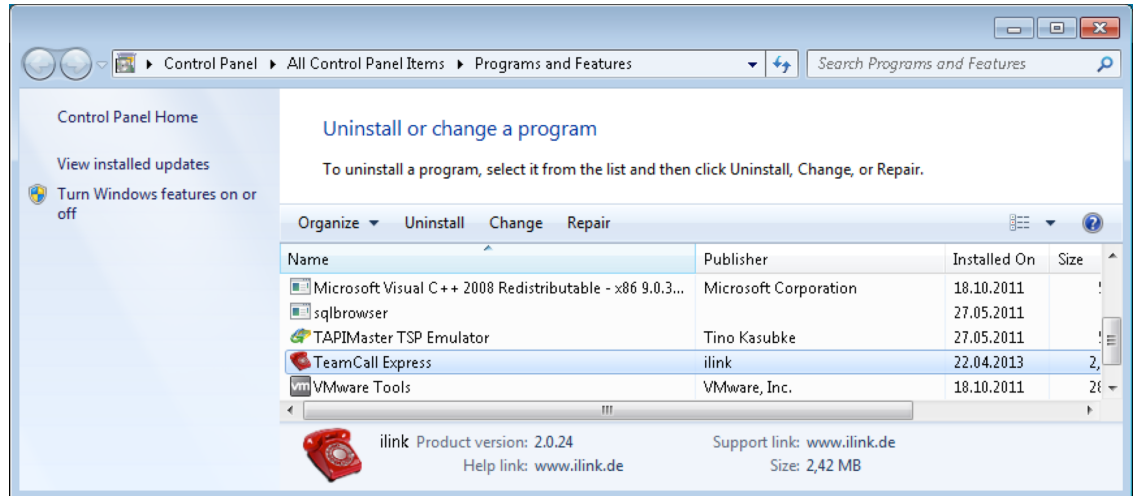 Control Panel ▸ All Control Panel Items ▸ Programs and Features
Search Programs and Features
Control Panel Home
View installed updates
Turn Windows features on or
off
Uninstall or change a program
To uninstall a program, select it from the list and then click Uninstall, Change, or Repair.
Organize Uninstall Change Repair
Name Publisher Installed On Size
Microsoft Visual C++ 2008 Redistributable - x86 9.0.3... Microsoft Corporation 18.10.2011
sqlbrowser 27.05.2011
TAPIMaster TSP Emulator Tino Kasubke 27.05.2011
TeamCall Express ilink 22.04.2013 2,
vm VMware Tools VMware, Inc. 18.10.2011 28
ilink Product version: 2.0.24 Support link: www.ilink.de
Help link: www.ilink.de Size: 2,42 MB